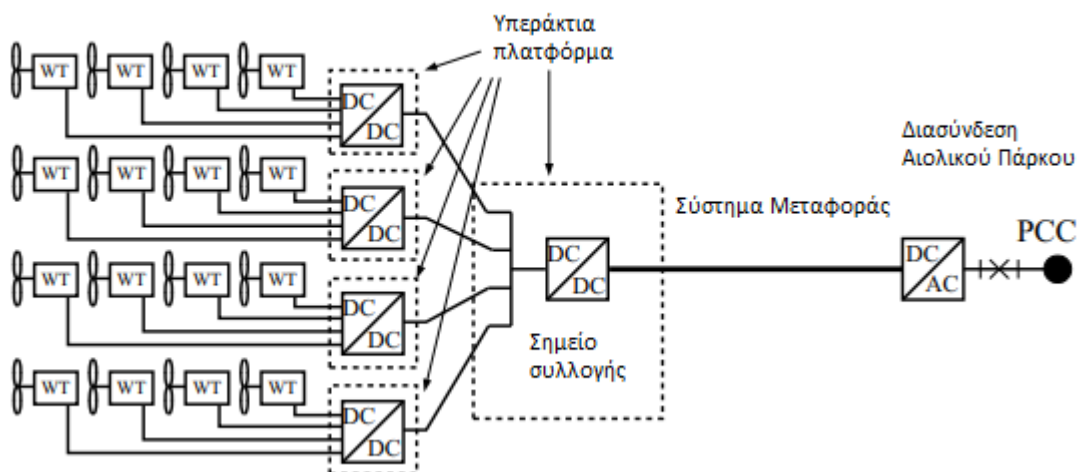 Υπεράκτια
πλατφόρμα
WT WT WT WT
DC
DC
Διασύνδεση
Αιολικού Πάρκου
WT WT WT WT
DC
DC
Σύστημα Μεταφοράς
PCC
DC
DC
DC
AC
WT WT WT WT
DC
DC
Σημείο
συλλογής
WT WT WT WT
DC
DC